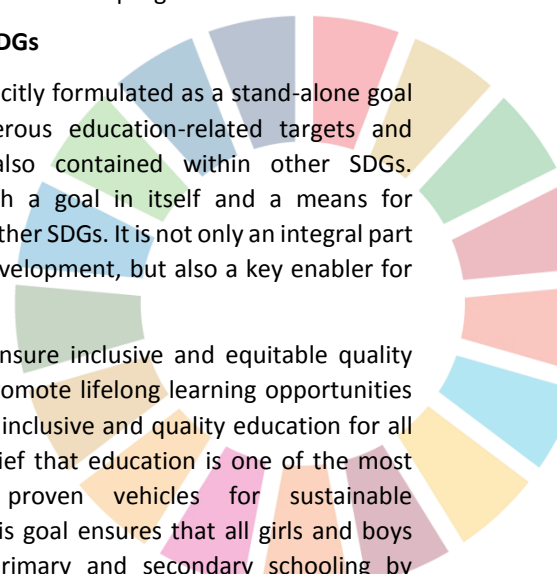 DGs
citly formulated as a stand-alone goal
erous education-related targets and
also contained within other SDGs.
h a goal in itself and a means for
ther SDGs. It is not only an integral part
velopment, but also a key enabler for
nsure inclusive and equitable quality
romote lifelong learning opportunities
inclusive and quality education for all
ief that education is one of the most
proven vehicles for sustainable
is goal ensures that all girls and boys
rimary and secondary schooling by